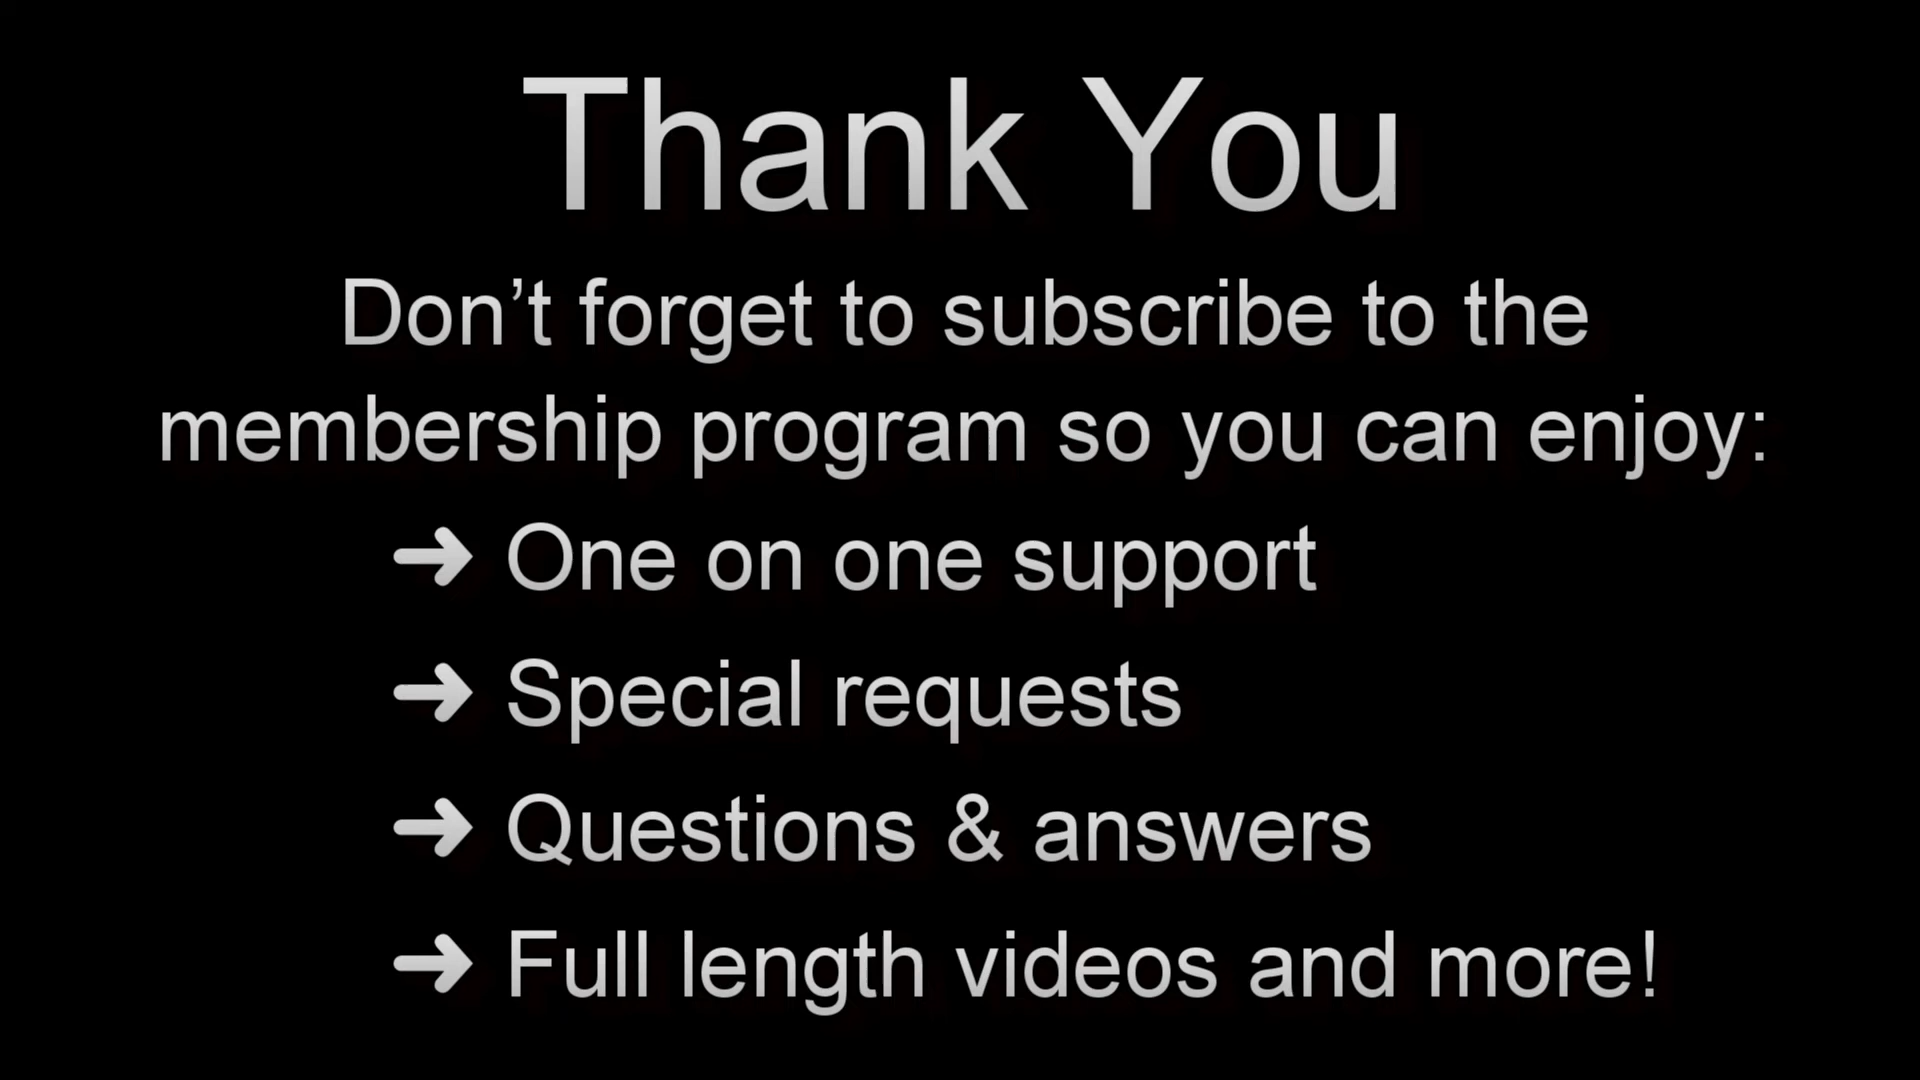 Thank You
Don’t forget to subscribe to the
membership program so you can enjoy:
➜ One on one support
➜ Special requests
➜ Questions & answers
➜ Full length videos and more!